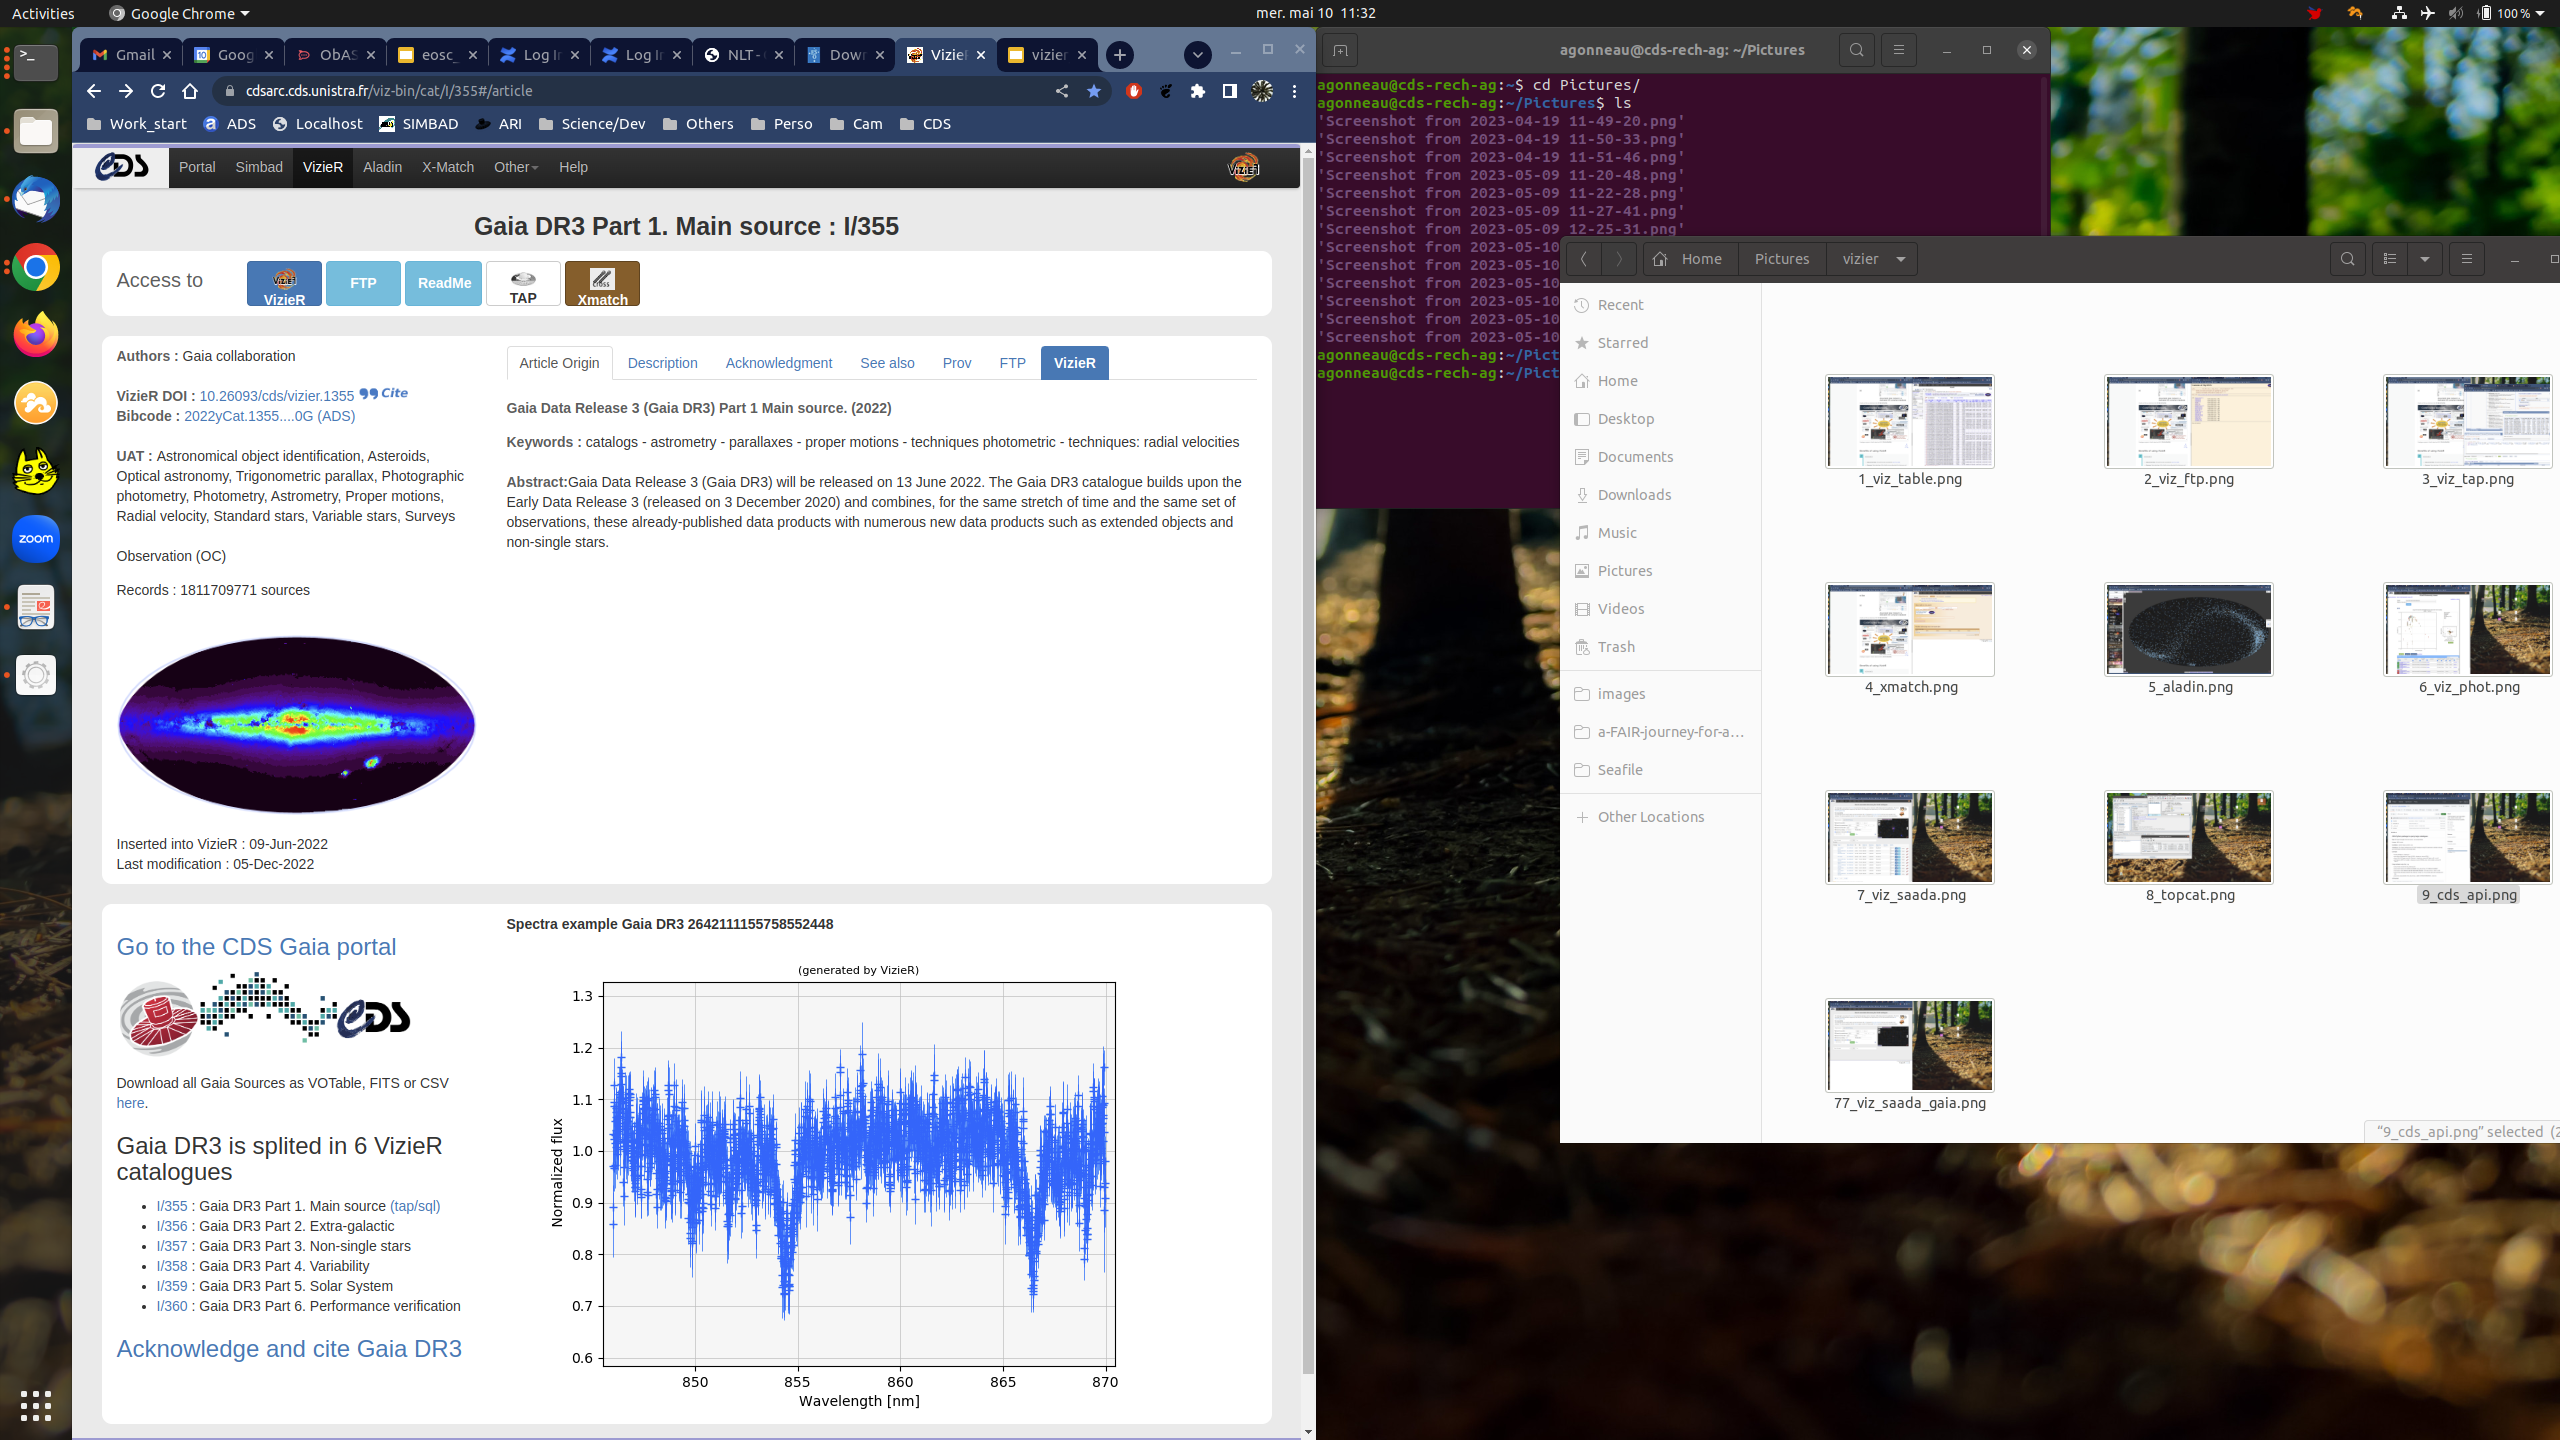 Activities
Google Chrome
mer. mai 10 11:32
100 %
Gmail
Goog
ObAS
eosc_
Log In
Log In
NLT -
Down
VizieR
vizier
cdsarc.cds.unistra.fr/viz-bin/cat/I/355#/article
Work_start
ADS
Localhost
SIMBAD
ARI
Science/Dev
Others
Perso
Cam
CDS
CDS
Portal
Simbad
VizieR
Aladin
X-Match
Other
Help
VizieR
Gaia DR3 Part 1. Main source : I/355
Access to
VizieR
FTP
ReadMe
TAP
Xmatch
Authors : Gaia collaboration
VizieR DOI : 10.26093/cds/vizier.1355 Cite
Bibcode : 2022yCat.1355....0G (ADS)
UAT : Astronomical object identification, Asteroids,
Optical astronomy, Trigonometric parallax, Photographic
photometry, Photometry, Astrometry, Proper motions,
Radial velocity, Standard stars, Variable stars, Surveys
Observation (OC)
Records : 1811709771 sources
Inserted into VizieR : 09-Jun-2022
Last modification : 05-Dec-2022
Article Origin
Description
Acknowledgment
See also
Prov
FTP
VizieR
Gaia Data Release 3 (Gaia DR3) Part 1 Main source. (2022)
Keywords : catalogs - astrometry - parallaxes - proper motions - techniques photometric - techniques: radial velocities
Abstract:Gaia Data Release 3 (Gaia DR3) will be released on 13 June 2022. The Gaia DR3 catalogue builds upon the
Early Data Release 3 (released on 3 December 2020) and combines, for the same stretch of time and the same set of
observations, these already-published data products with numerous new data products such as extended objects and
non-single stars.
Go to the CDS Gaia portal
CDS
Download all Gaia Sources as VOTable, FITS or CSV
here.
Gaia DR3 is splited in 6 VizieR
catalogues
• I/355 : Gaia DR3 Part 1. Main source (tap/sql)
• I/356 : Gaia DR3 Part 2. Extra-galactic
• I/357 : Gaia DR3 Part 3. Non-single stars
• I/358 : Gaia DR3 Part 4. Variability
• I/359 : Gaia DR3 Part 5. Solar System
• I/360 : Gaia DR3 Part 6. Performance verification
Acknowledge and cite Gaia DR3
Spectra example Gaia DR3 2642111155758552448
(generated by VizieR)
1.3
1.2
1.1
1.0
0.9
0.8
0.7
0.6
Normalized flux
850
855
860
865
870
Wavelength [nm]
zoom
agonneau@cds-rech-ag: ~/Pictures
agonneau@cds-rech-ag:~$ cd Pictures/
agonneau@cds-rech-ag:~/Pictures$ ls
'Screenshot from 2023-04-19 11-49-20.png'
'Screenshot from 2023-04-19 11-50-33.png'
'Screenshot from 2023-04-19 11-51-46.png'
'Screenshot from 2023-05-09 11-20-48.png'
'Screenshot from 2023-05-09 11-22-28.png'
'Screenshot from 2023-05-09 11-27-41.png'
'Screenshot from 2023-05-09 12-25-31.png'
'Screenshot from 2023-05-10
'Screenshot from 2023-05-10
'Screenshot from 2023-05-10
'Screenshot from 2023-05-10
'Screenshot from 2023-05-10
'Screenshot from 2023-05-10
agonneau@cds-rech-ag:~/Pict
agonneau@cds-rech-ag:~/Pict
Home
Pictures
vizier
Recent
Starred
Home
Desktop
Documents
Downloads
Music
Pictures
Videos
Trash
images
a-FAIR-journey-for-a…
Seafile
Other Locations
1_viz_table.png
2_viz_ftp.png
3_viz_tap.png
4_xmatch.png
5_aladin.png
6_viz_phot.png
7_viz_saada.png
8_topcat.png
9_cds_api.png
77_viz_saada_gaia.png
“9_cds_api.png” selected (2